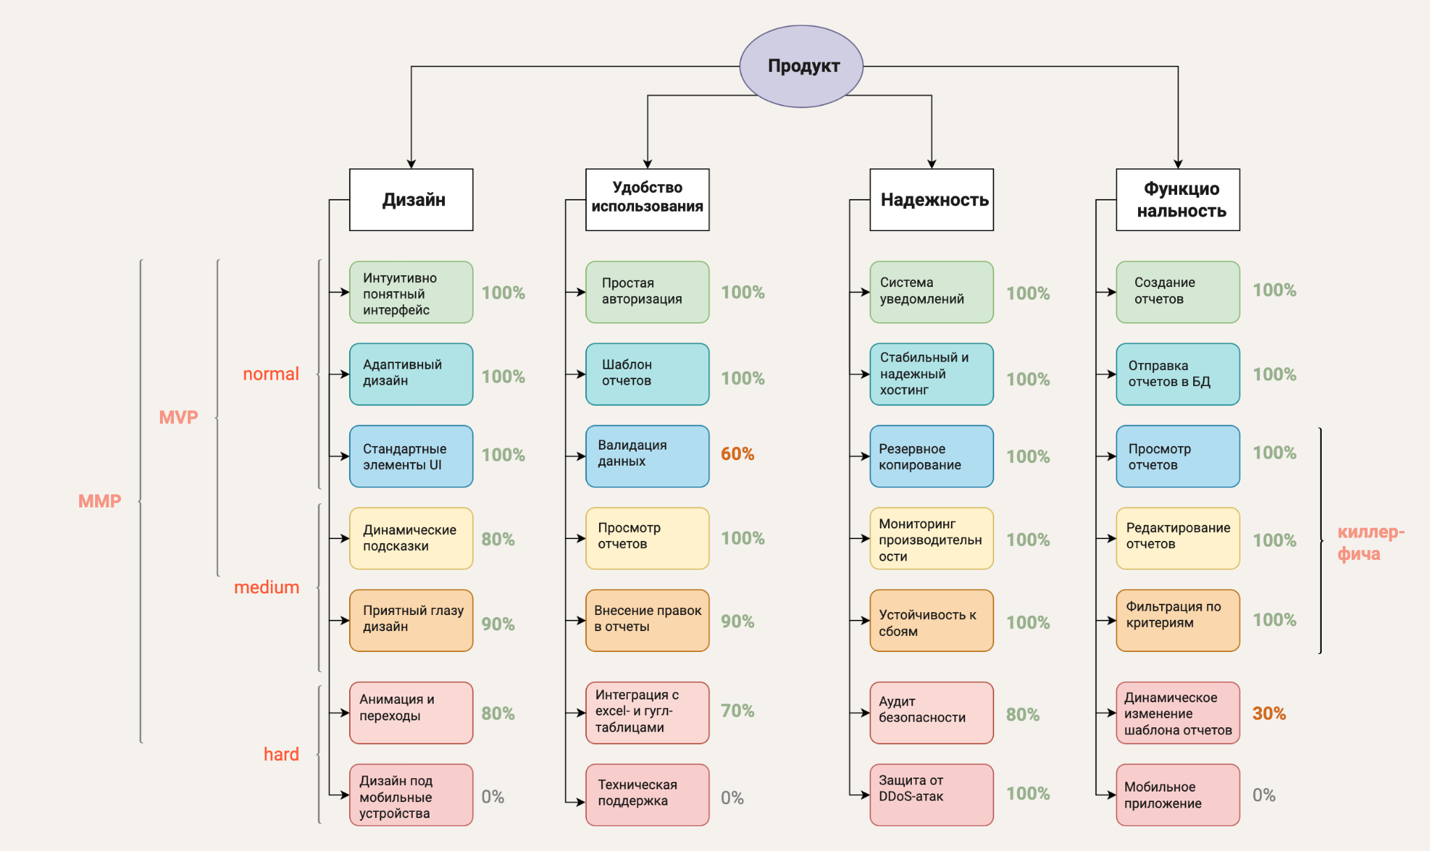 Продукт
Дизайн
Удобство
использования
Надежность
Функцио
нальность
MMP
MVP
normal
medium
hard
Интуитивно
понятный
интерфейс
100%
Адаптивный
дизайн
100%
Стандартные
элементы UI
100%
Динамические
подсказки
80%
Приятный глазу
дизайн
90%
Анимация и
переходы
80%
Дизайн под
мобильные
устройства
0%
Простая
авторизация
100%
Шаблон
отчетов
100%
Валидация
данных
60%
Просмотр
отчетов
100%
Внесение правок
в отчеты
90%
Интеграция с
excel- и гугл-
таблицами
70%
Техническая
поддержка
0%
Система
уведомлений
100%
Стабильный и
надежный
хостинг
100%
Резервное
копирование
100%
Мониторинг
производительн
ости
100%
Устойчивость к
сбоям
100%
Аудит
безопасности
80%
Защита от
DDoS-атак
100%
Создание
отчетов
100%
Отправка
отчетов в БД
100%
Просмотр
отчетов
100%
Редактирование
отчетов
100%
Фильтрация по
критериям
100%
Динамическое
изменение
шаблона отчетов
30%
Мобильное
приложение
0%
киллер-
фича